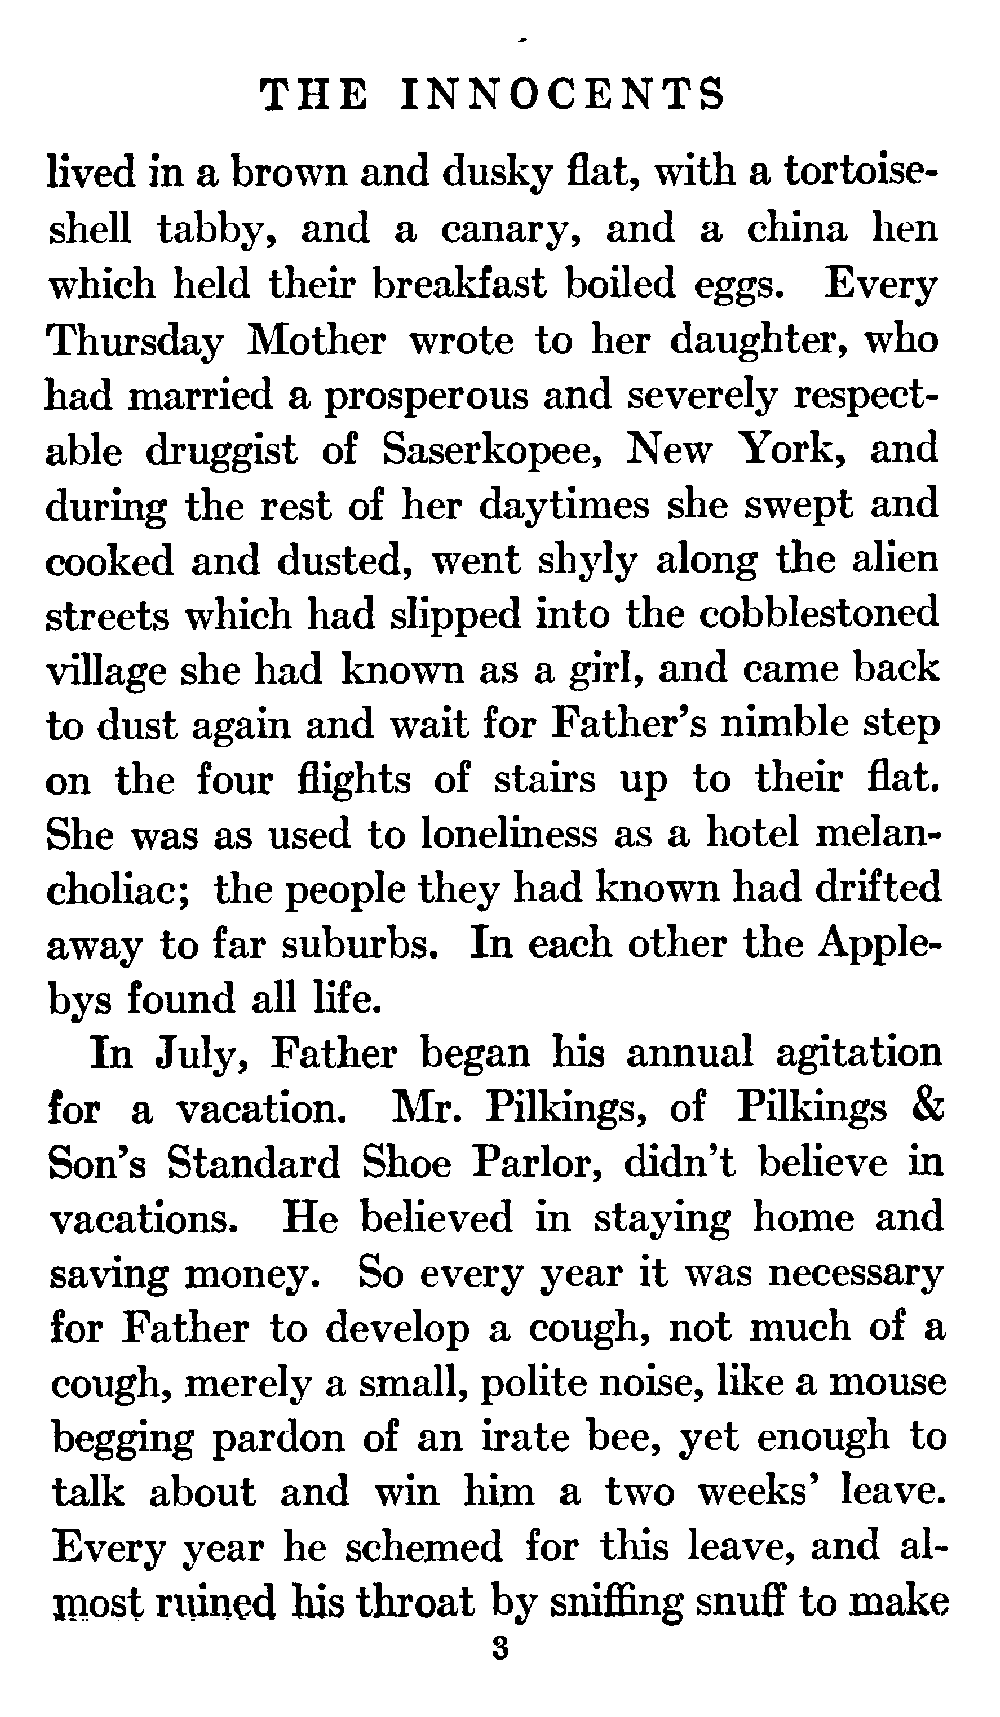 THE INNOCENTS
lived in a brown and dusky flat, with a tortoise-
shell tabby, and a canary, and a china hen
which held their breakfast boiled eggs. Every
Thursday Mother wrote to her daughter, who
had married a prosperous and severely respect-
able druggist of Saserkopee, New York, and
during the rest of her daytimes she swept and
cooked and dusted, went shyly along the alien
streets which had slipped into the cobblestoned
village she had known as a girl, and came back
to dust again and wait for Father's nimble step
on the four flights of stairs up to their flat.
She was as used to loneliness as a hotel melan-
choliac; the people they had known had drifted
away to far suburbs. In each other the Apple-
bys found all life.
In July, Father began his annual agitation
for a vacation. Mr. Pilkings, of Pilkings &
Son's Standard Shoe Parlor, didn't believe in
vacations. He believed in staying home and
saving money. So every year it was necessary
for Father to develop a cough, not much of a
cough, merely a small, polite noise, like a mouse
begging pardon of an irate bee, yet enough to
talk about and win him a two weeks' leave.
Every year he schemed for this leave, and al-
most ruined his throat by sniffing snuff to make
3